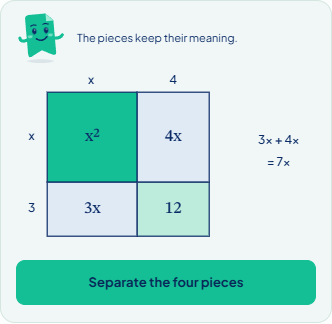 The pieces keep their meaning.
x 4
x x² 4x
3x + 4x
= 7x
3 3x 12
Separate the four pieces